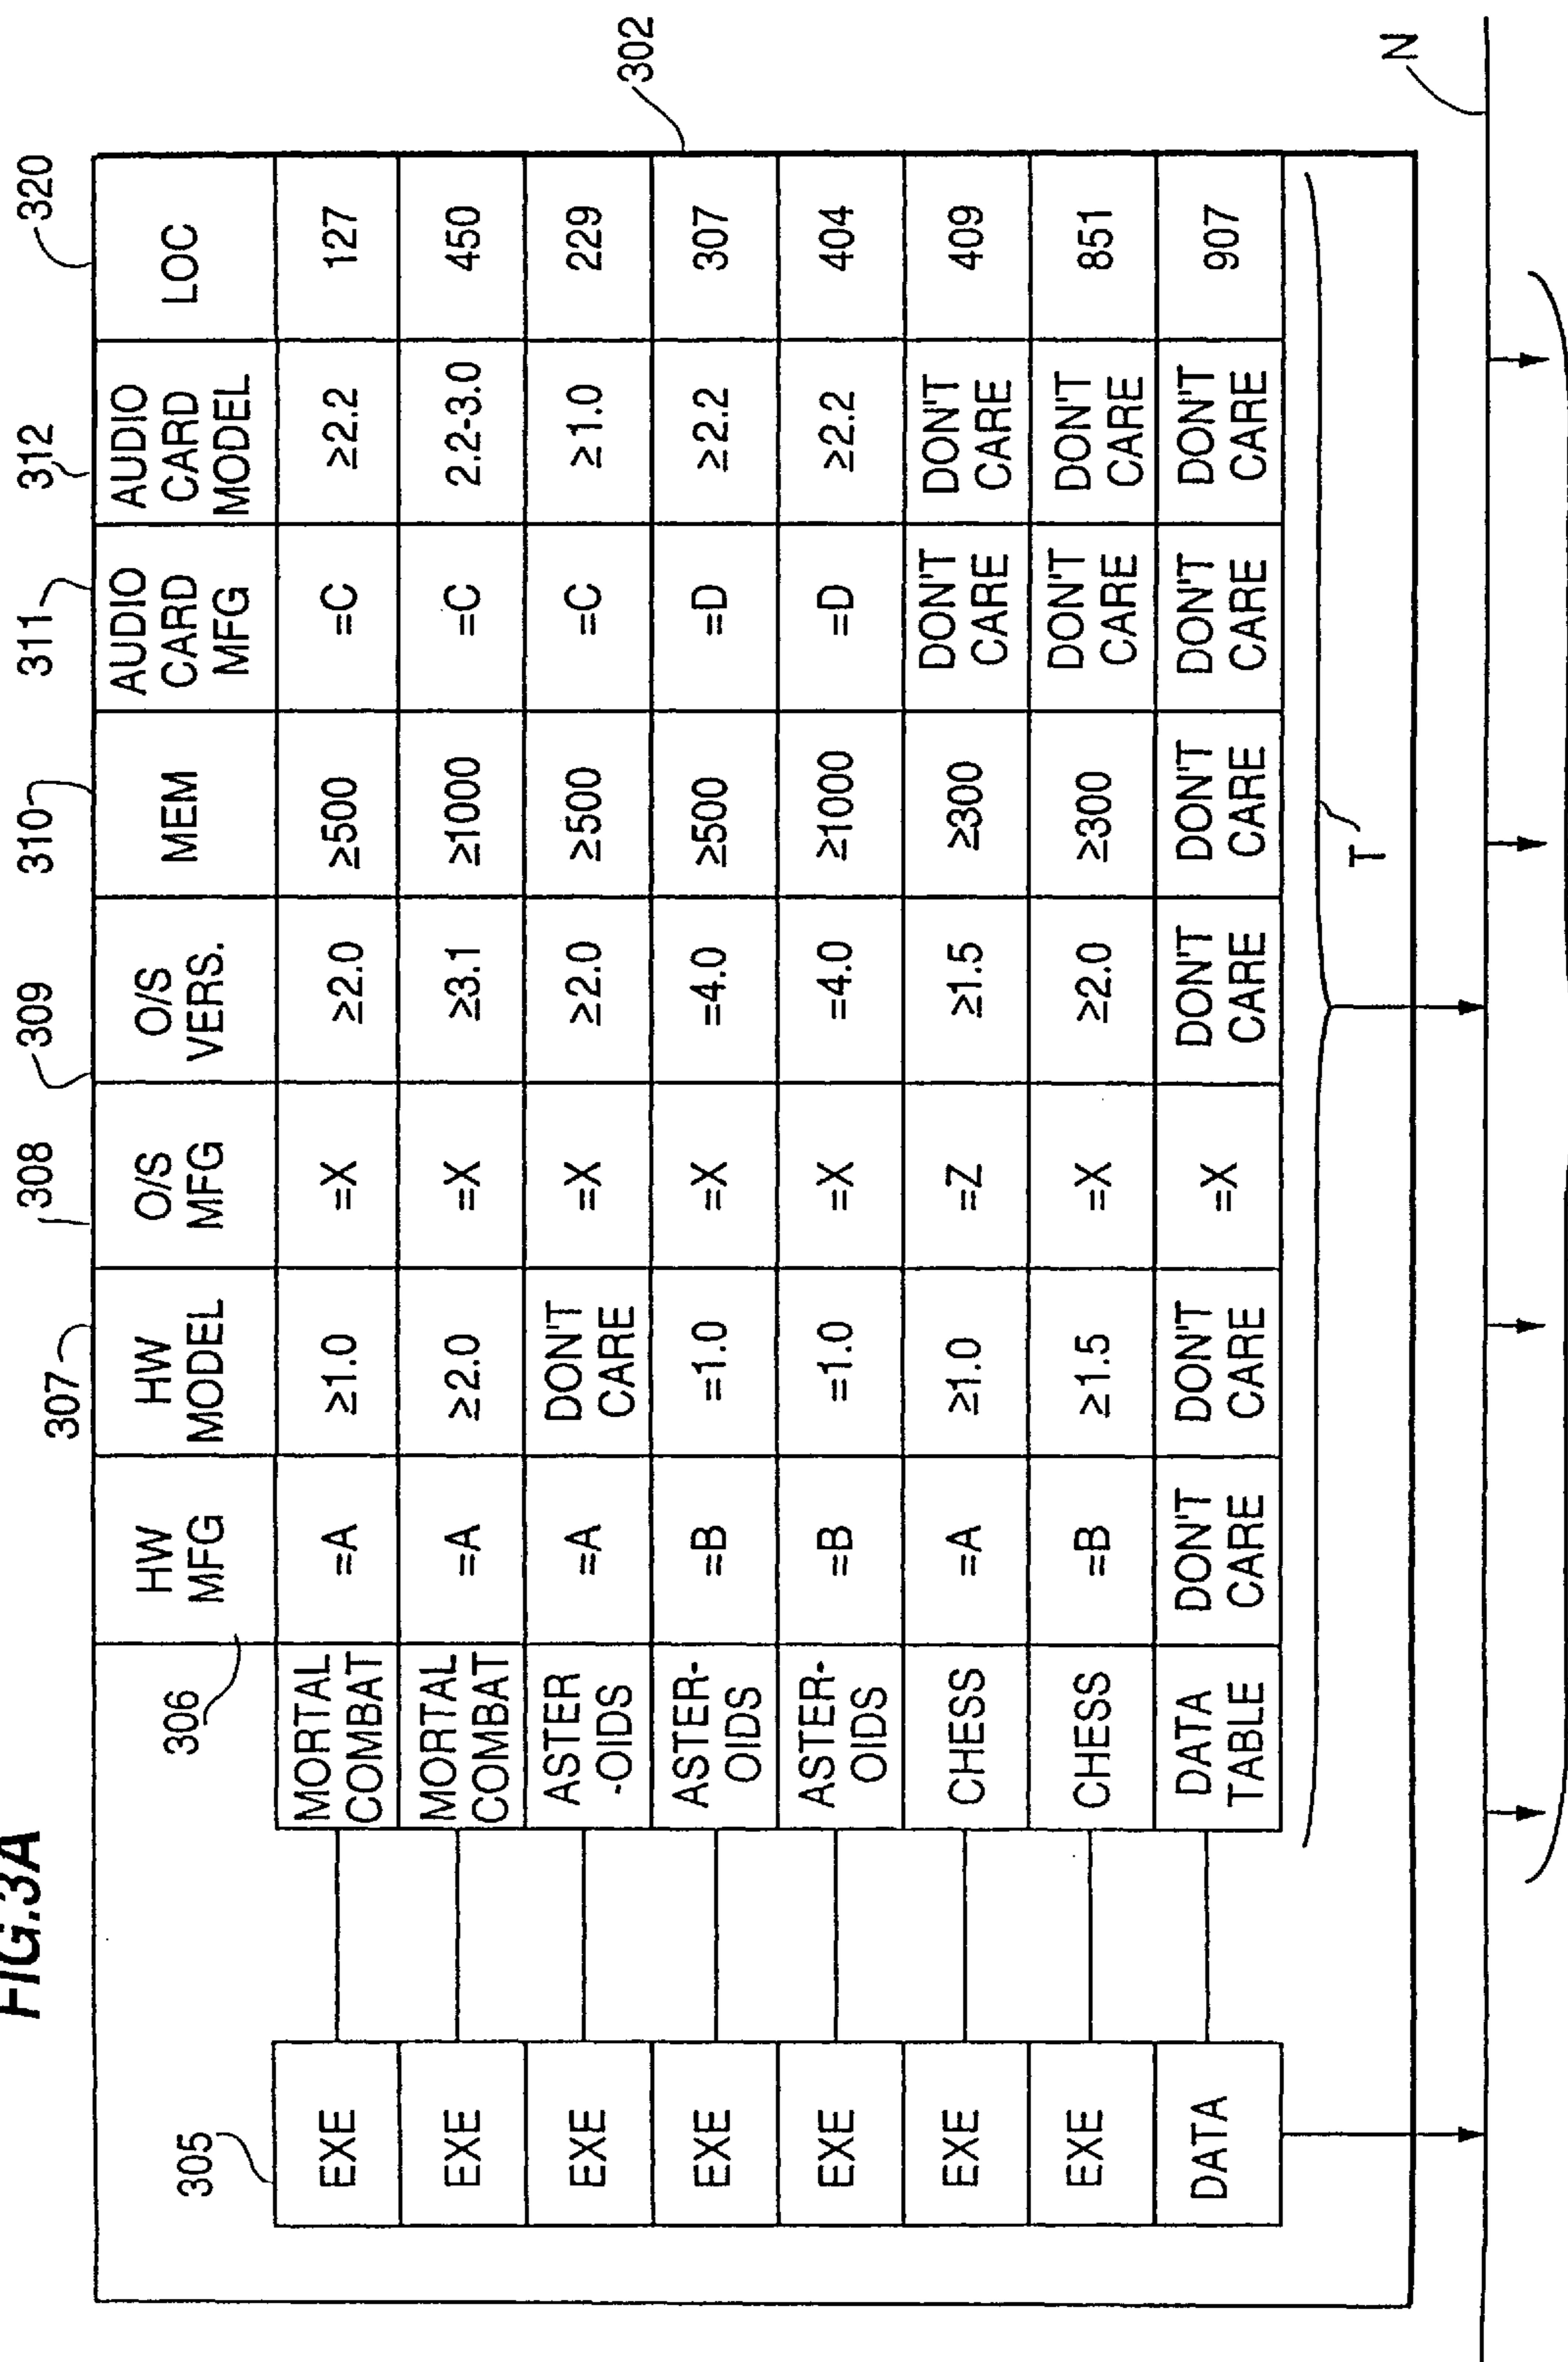 FIG.3A
302
320
312
311
310
309
308
307
306
305
HW MFG
HW MODEL
O/S MFG
O/S VERS.
MEM
AUDIO CARD MFG
AUDIO CARD MODEL
LOC
EXE MORTAL COMBAT =A ≥1.0 =X ≥2.0 ≥500 =C ≥2.2 127
EXE MORTAL COMBAT =A ≥2.0 =X ≥3.1 ≥1000 =C 2.2-3.0 450
EXE ASTER -OIDS =A DON'T CARE =X ≥2.0 ≥500 =C ≥1.0 229
EXE ASTER- OIDS =B =1.0 =X =4.0 ≥500 =D ≥2.2 307
EXE ASTER- OIDS =B =1.0 =X =4.0 ≥1000 =D ≥2.2 404
EXE CHESS =A ≥1.0 =Z ≥1.5 ≥300 DON'T CARE DON'T CARE 409
EXE CHESS =B ≥1.5 =X ≥2.0 ≥300 DON'T CARE DON'T CARE 851
DATA DATA TABLE DON'T CARE DON'T CARE =X DON'T CARE DON'T CARE DON'T CARE DON'T CARE 907
T
N